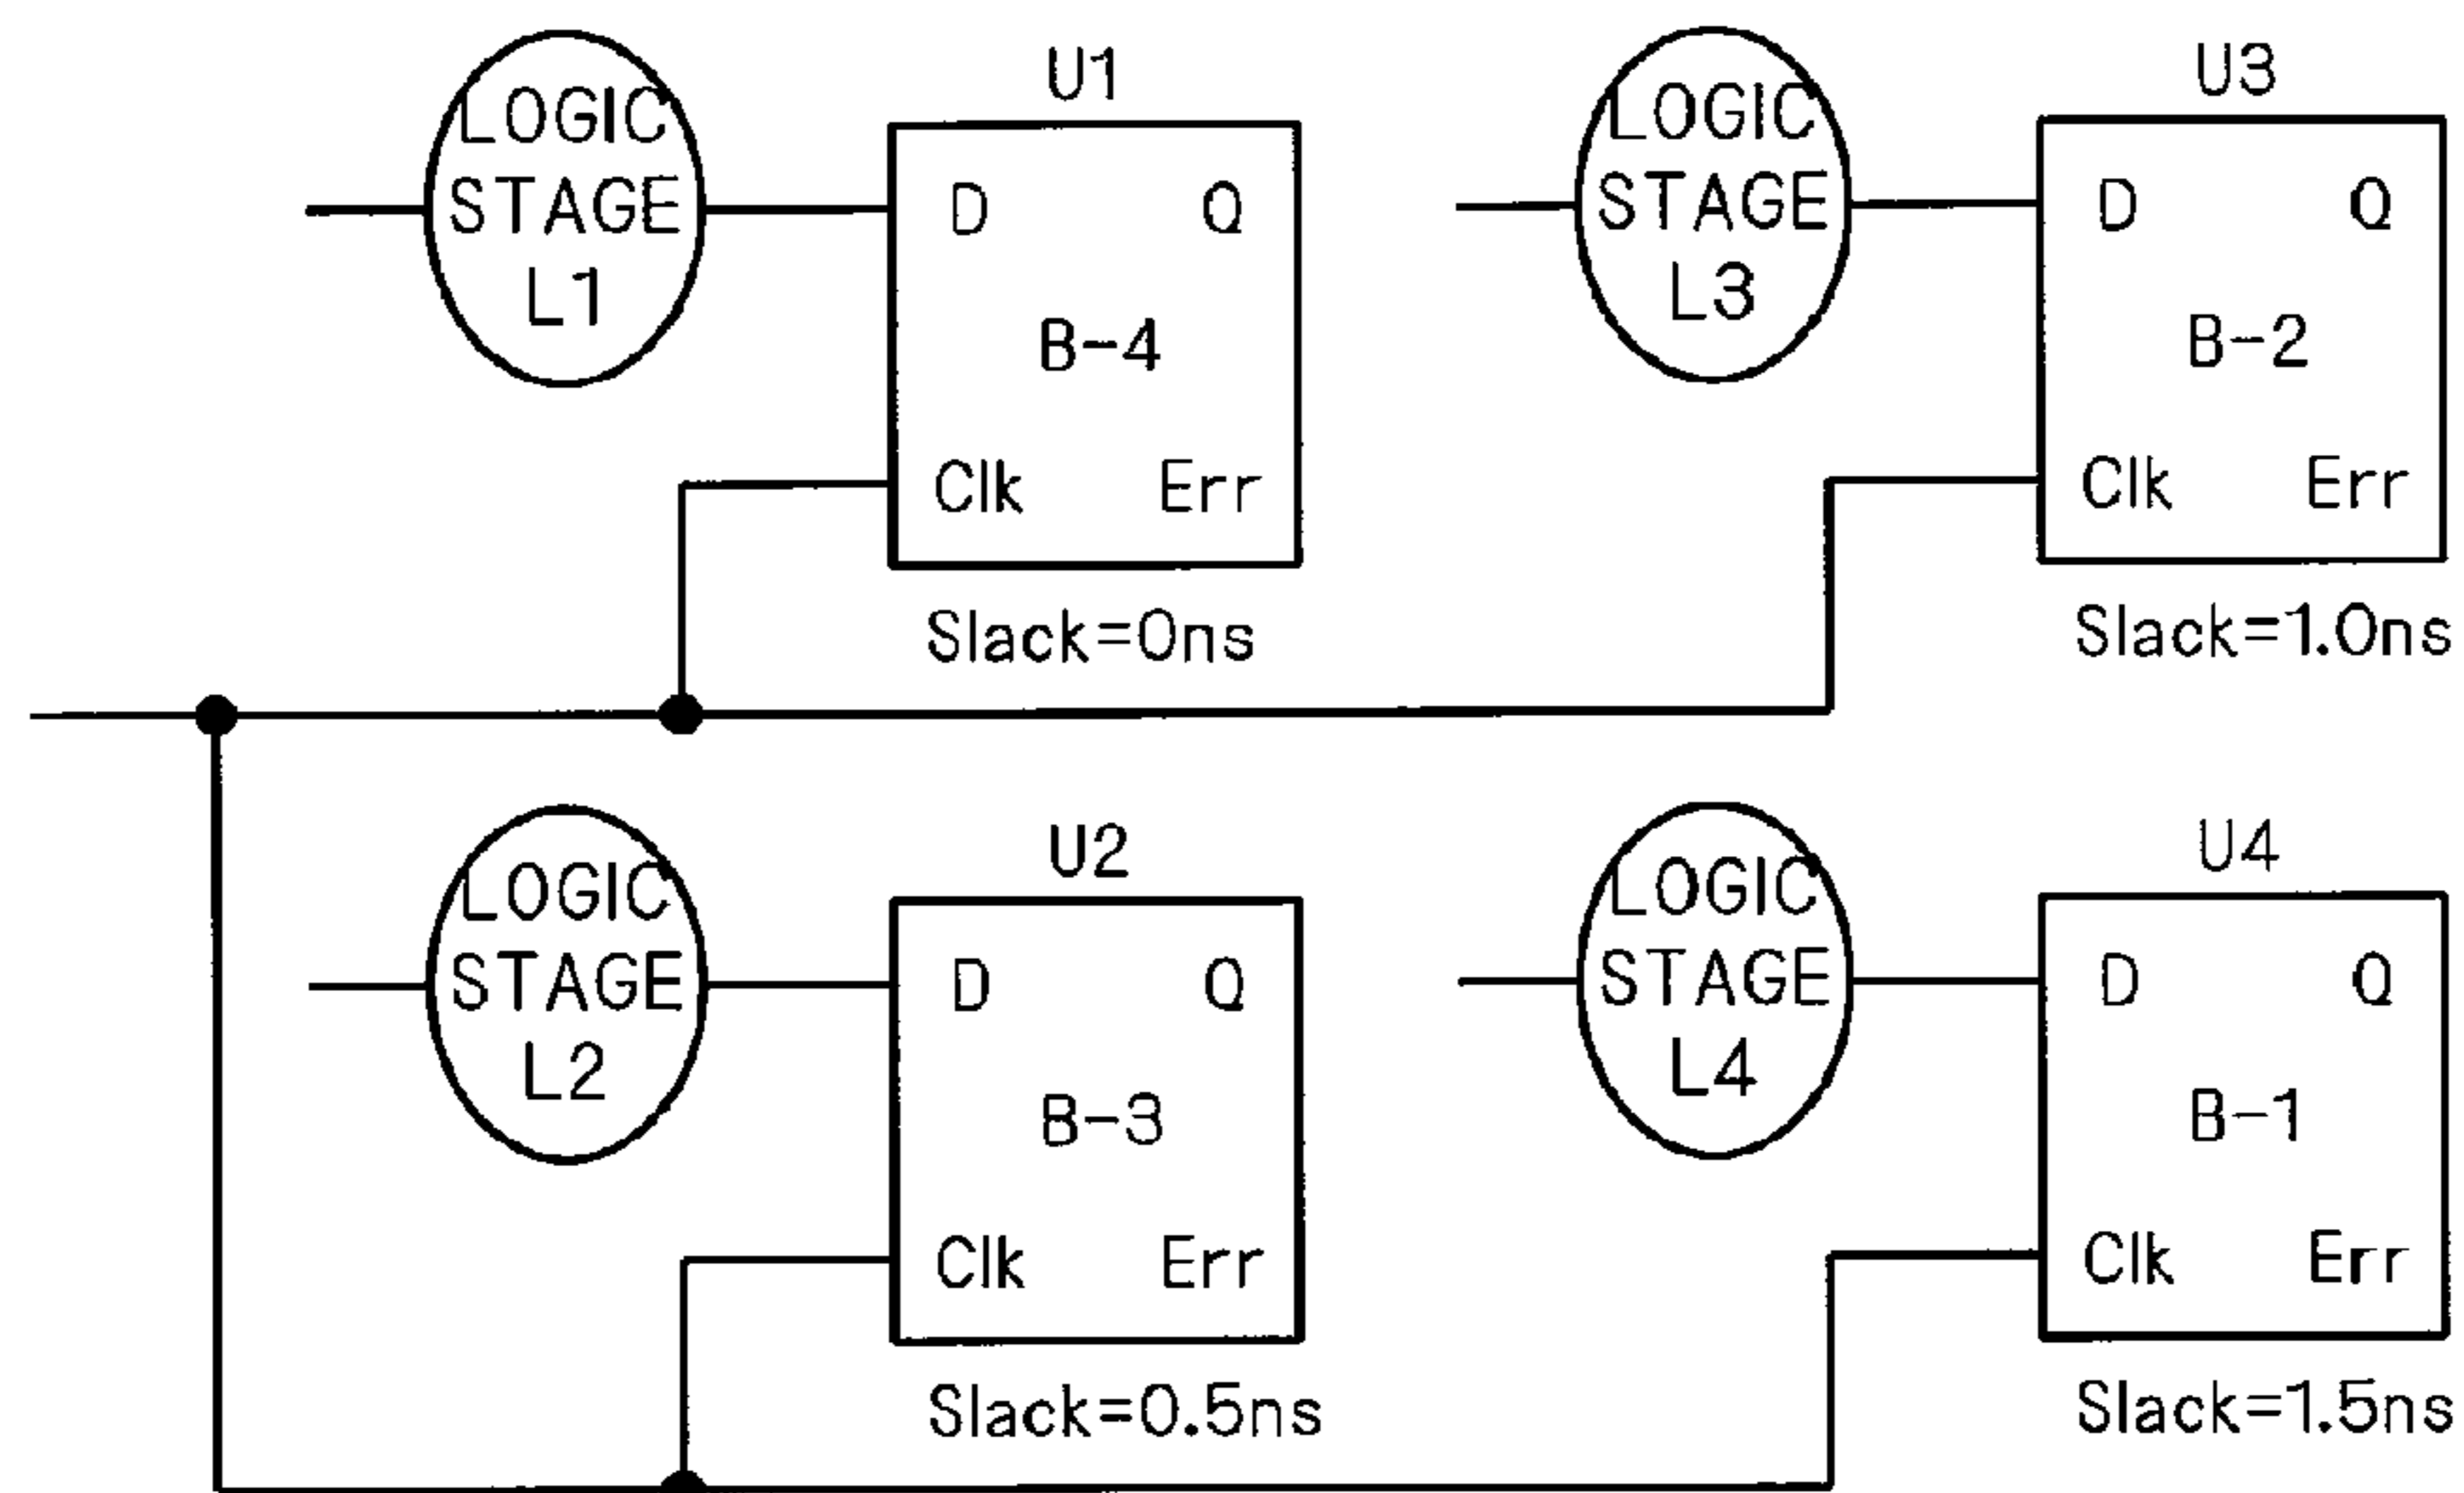 LOGIC
STAGE
L1
U1
D Q
B-4
Clk Err
Slack=0ns
LOGIC
STAGE
L3
U3
D Q
B-2
Clk Err
Slack=1.0ns
LOGIC
STAGE
L2
U2
D Q
B-3
Clk Err
Slack=0.5ns
LOGIC
STAGE
L4
U4
D Q
B-1
Clk Err
Slack=1.5ns